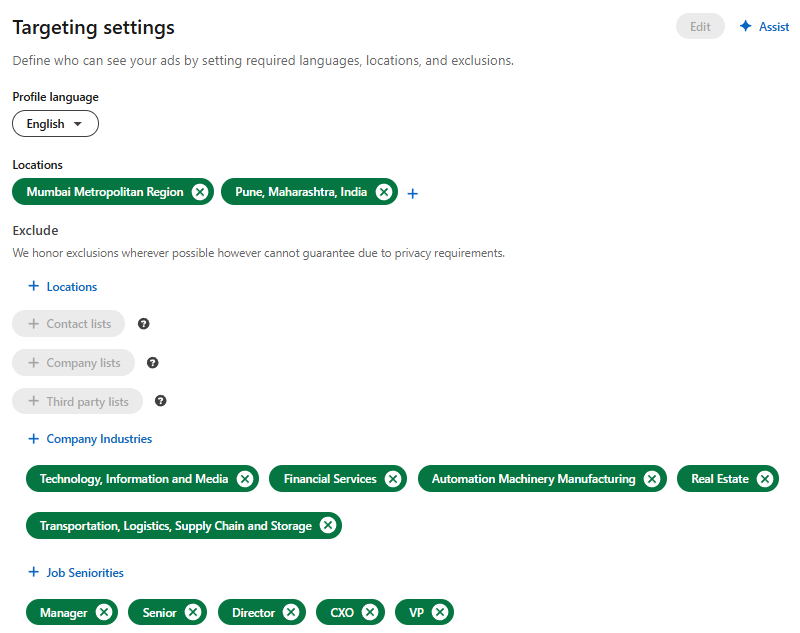 Targeting settings
Edit
Assist
Define who can see your ads by setting required languages, locations, and exclusions.
Profile language
English
Locations
Mumbai Metropolitan Region
Pune, Maharashtra, India
Exclude
We honor exclusions wherever possible however cannot guarantee due to privacy requirements.
Locations
Contact lists
Company lists
Third party lists
Company Industries
Technology, Information and Media
Financial Services
Automation Machinery Manufacturing
Real Estate
Transportation, Logistics, Supply Chain and Storage
Job Seniorities
Manager
Senior
Director
CXO
VP